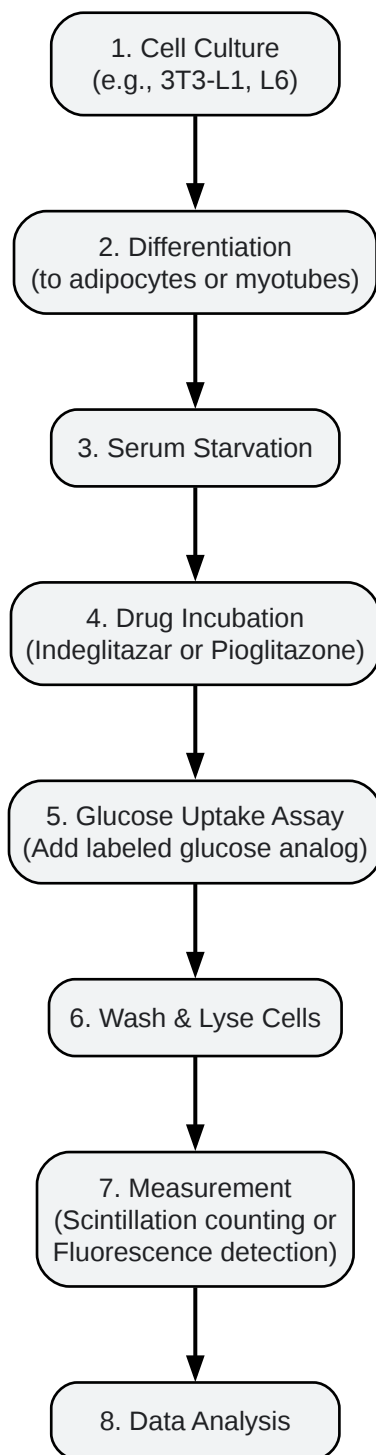 1. Cell Culture
(e.g., 3T3-L1, L6)
2. Differentiation
(to adipocytes or myotubes)
3. Serum Starvation
4. Drug Incubation
(Indeglitazar or Pioglitazone)
5. Glucose Uptake Assay
(Add labeled glucose analog)
6. Wash & Lyse Cells
7. Measurement
(Scintillation counting or
Fluorescence detection)
8. Data Analysis